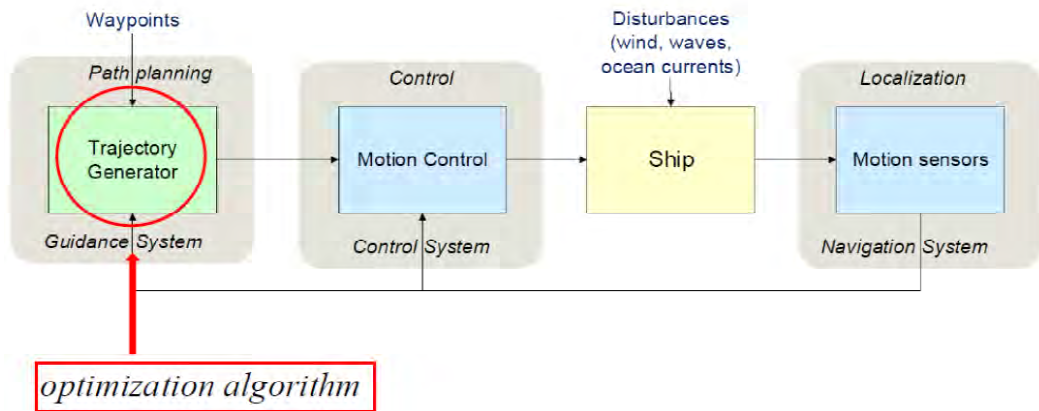 Waypoints
Path planning
Trajectory
Generator
Guidance System
optimization algorithm
Control
Motion Control
Control System
Disturbances
(wind, waves,
ocean currents)
Ship
Localization
Motion sensors
Navigation System